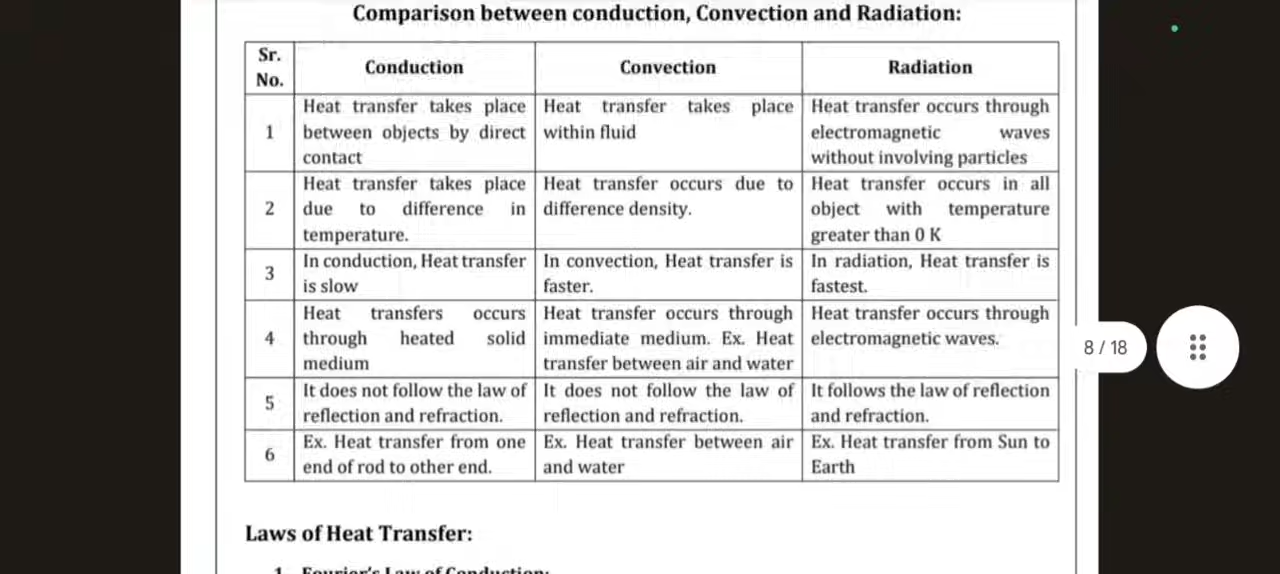 Comparison between conduction, Convection and Radiation:
Sr. No.
Conduction
Convection
Radiation
1
Heat transfer takes place
between objects by direct
contact
Heat transfer takes place
within fluid
Heat transfer occurs through
electromagnetic waves
without involving particles
2
Heat transfer takes place
due to difference in
temperature.
Heat transfer occurs due to
difference density.
Heat transfer occurs in all
object with temperature
greater than 0 K
3
In conduction, Heat transfer
is slow
In convection, Heat transfer is
faster.
In radiation, Heat transfer is
fastest.
4
Heat transfers occurs
through heated solid
medium
Heat transfer occurs through
immediate medium. Ex. Heat
transfer between air and water
Heat transfer occurs through
electromagnetic waves.
5
It does not follow the law of
reflection and refraction.
It does not follow the law of
reflection and refraction.
It follows the law of reflection
and refraction.
6
Ex. Heat transfer from one
end of rod to other end.
Ex. Heat transfer between air
and water
Ex. Heat transfer from Sun to
Earth
8 / 18
Laws of Heat Transfer:
1. Fourier's Law of Conduction: